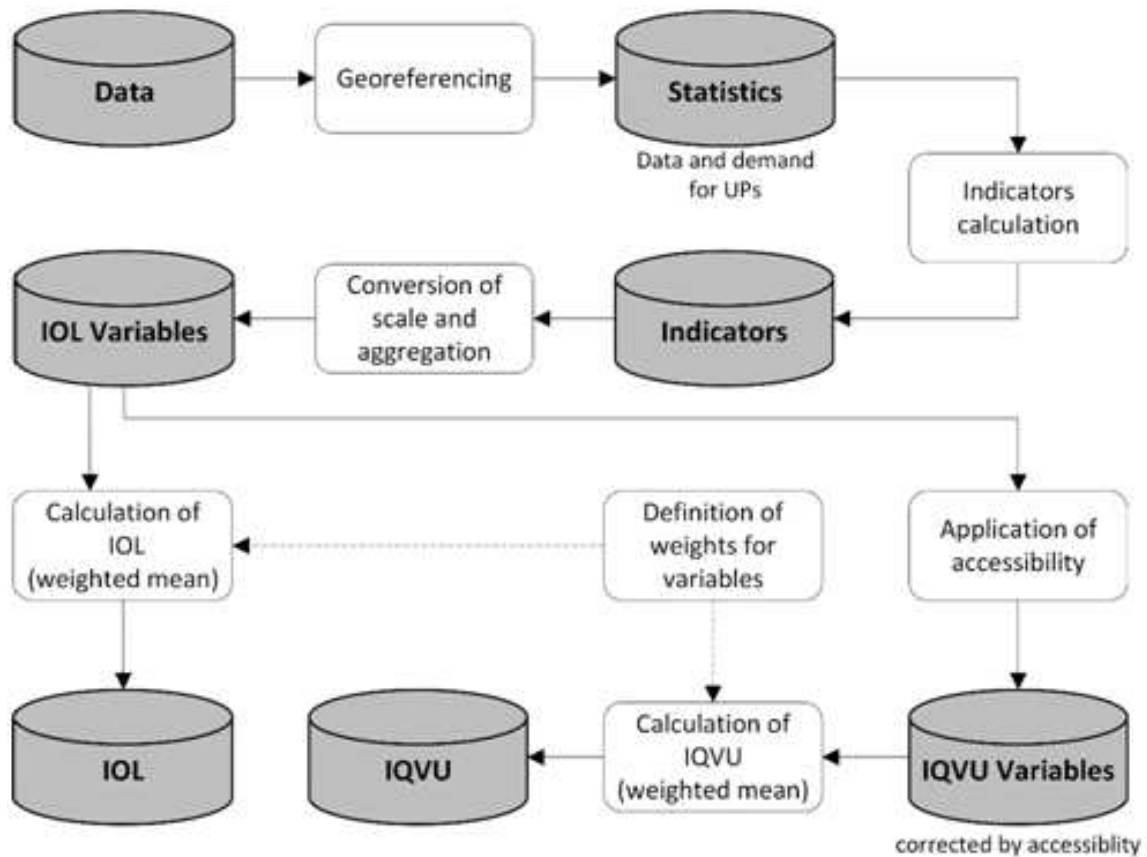 Data
Georeferencing
Statistics
Data and demand
for UPs
Indicators
calculation
IOL Variables
Conversion of
scale and
aggregation
Indicators
Calculation of
IOL
(weighted mean)
Definition of
weights for
variables
Application of
accessibility
IOL
IQVU
Calculation of
IQVU
(weighted mean)
IQVU Variables
corrected by accessiblity